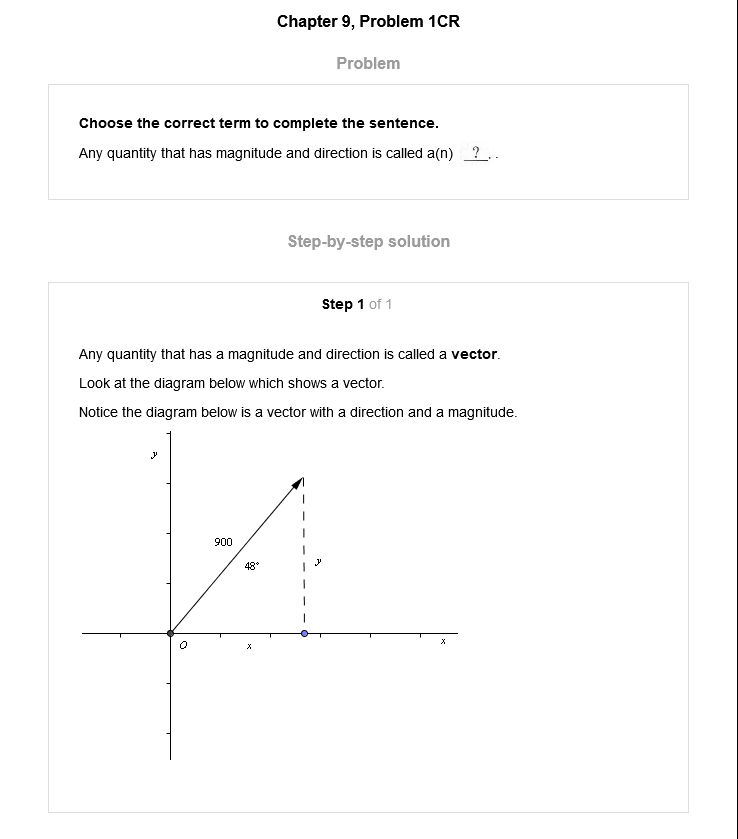 Chapter 9, Problem 1CR
Problem
Choose the correct term to complete the sentence.
Any quantity that has magnitude and direction is called a(n) ? . .
Step-by-step solution
Step 1 of 1
Any quantity that has a magnitude and direction is called a vector.
Look at the diagram below which shows a vector.
Notice the diagram below is a vector with a direction and a magnitude.
y
900
48°
y
O
x
x